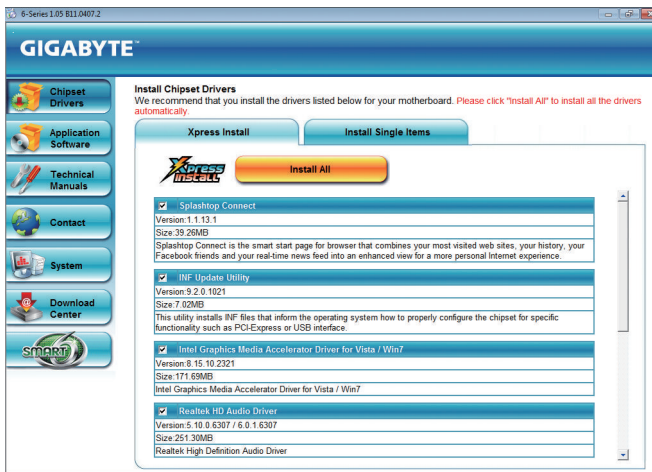 6-Series 1.05 B11.0407.2
GIGABYTE™
Chipset
Drivers
Application
Software
Technical
Manuals
Contact
System
Download
Center
SMART6
Install Chipset Drivers
We recommend that you install the drivers listed below for your motherboard. Please click "Install All" to install all the drivers
automatically.
Xpress Install
Install Single Items
Xpress
INSTALL
Install All
Splashtop Connect
Version:1.1.13.1
Size:39.26MB
Splashtop Connect is the smart start page for browser that combines your most visited web sites, your history, your
Facebook friends and your real-time news feed into an enhanced view for a more personal Internet experience.
INF Update Utility
Version:9.2.0.1021
Size:7.02MB
This utility installs INF files that inform the operating system how to properly configure the chipset for specific
functionality such as PCI-Express or USB interface.
Intel Graphics Media Accelerator Driver for Vista / Win7
Version:8.15.10.2321
Size:171.69MB
Intel Graphics Media Accelerator Driver for Vista / Win7
Realtek HD Audio Driver
Version:5.10.0.6307 / 6.0.1.6307
Size:251.30MB
Realtek High Definition Audio Driver